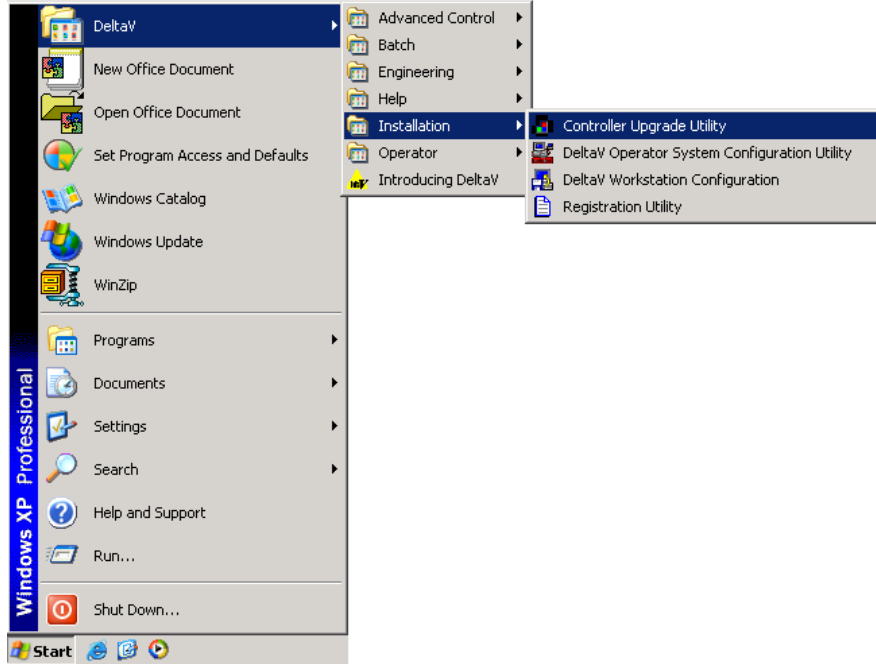 DeltaV
New Office Document
Open Office Document
Set Program Access and Defaults
Windows Catalog
Windows Update
WinZip
Programs
Documents
Settings
Search
Help and Support
Run...
Shut Down...
Windows XP Professional
Start
Advanced Control
Batch
Engineering
Help
Installation
Operator
Introducing DeltaV
Controller Upgrade Utility
DeltaV Operator System Configuration Utility
DeltaV Workstation Configuration
Registration Utility